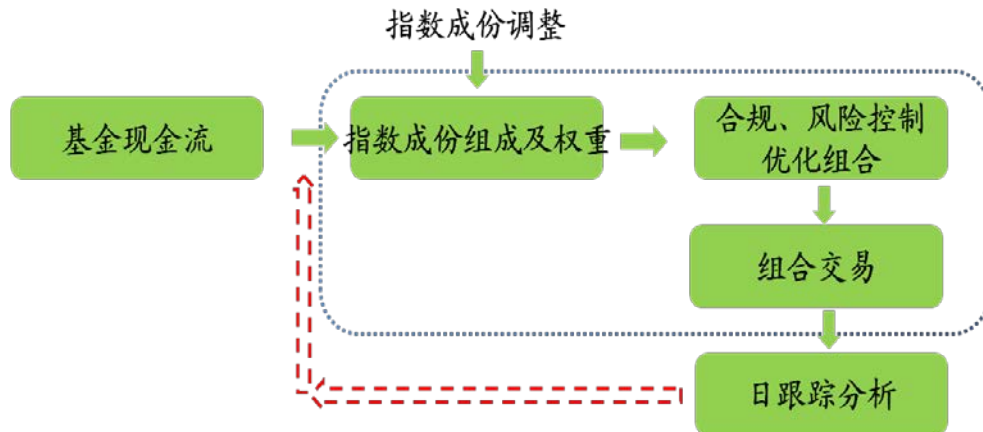 指数成份调整
基金现金流
指数成份组成及权重
合规、风险控制
优化组合
组合交易
日跟踪分析